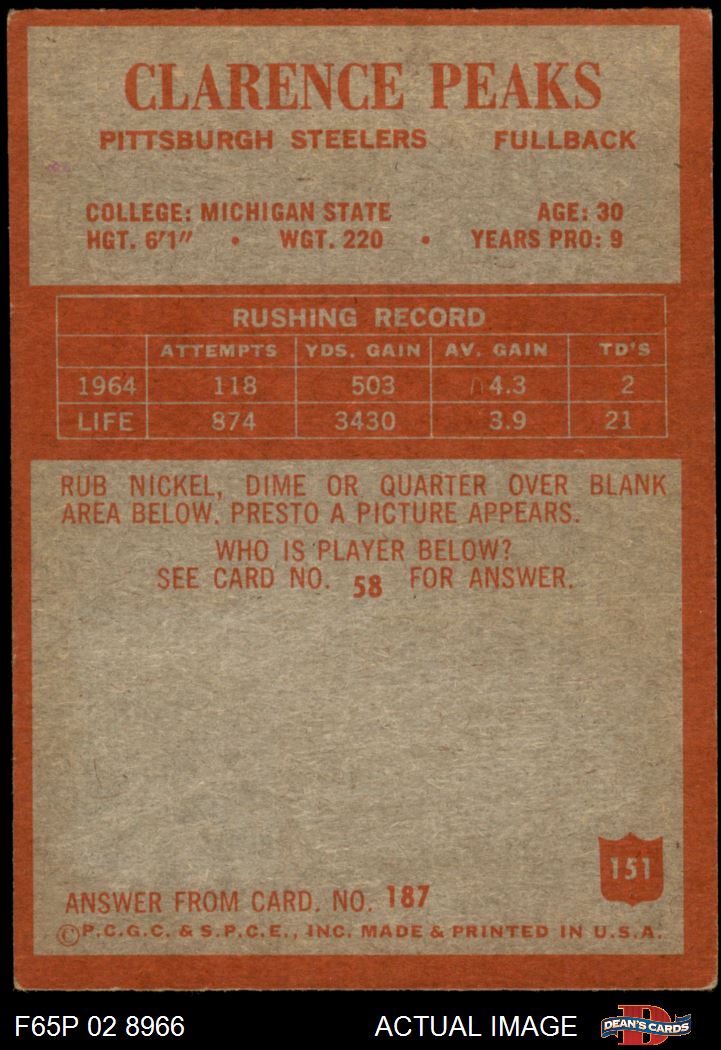 CLARENCE PEAKS
PITTSBURGH STEELERS FULLBACK
COLLEGE: MICHIGAN STATE AGE: 30
HGT. 6'1" • WGT. 220 • YEARS PRO: 9
RUSHING RECORD
ATTEMPTS YDS. GAIN AV. GAIN TD'S
1964 118 503 4.3 2
LIFE 874 3430 3.9 21
RUB NICKEL, DIME OR QUARTER OVER BLANK
AREA BELOW. PRESTO A PICTURE APPEARS.
WHO IS PLAYER BELOW?
SEE CARD NO. 58 FOR ANSWER.
151
ANSWER FROM CARD. NO. 187
©P.C.G.C. & S.P.C.E., INC. MADE & PRINTED IN U.S.A.
F65P 02 8966 ACTUAL IMAGE D DEAN'S CARDS